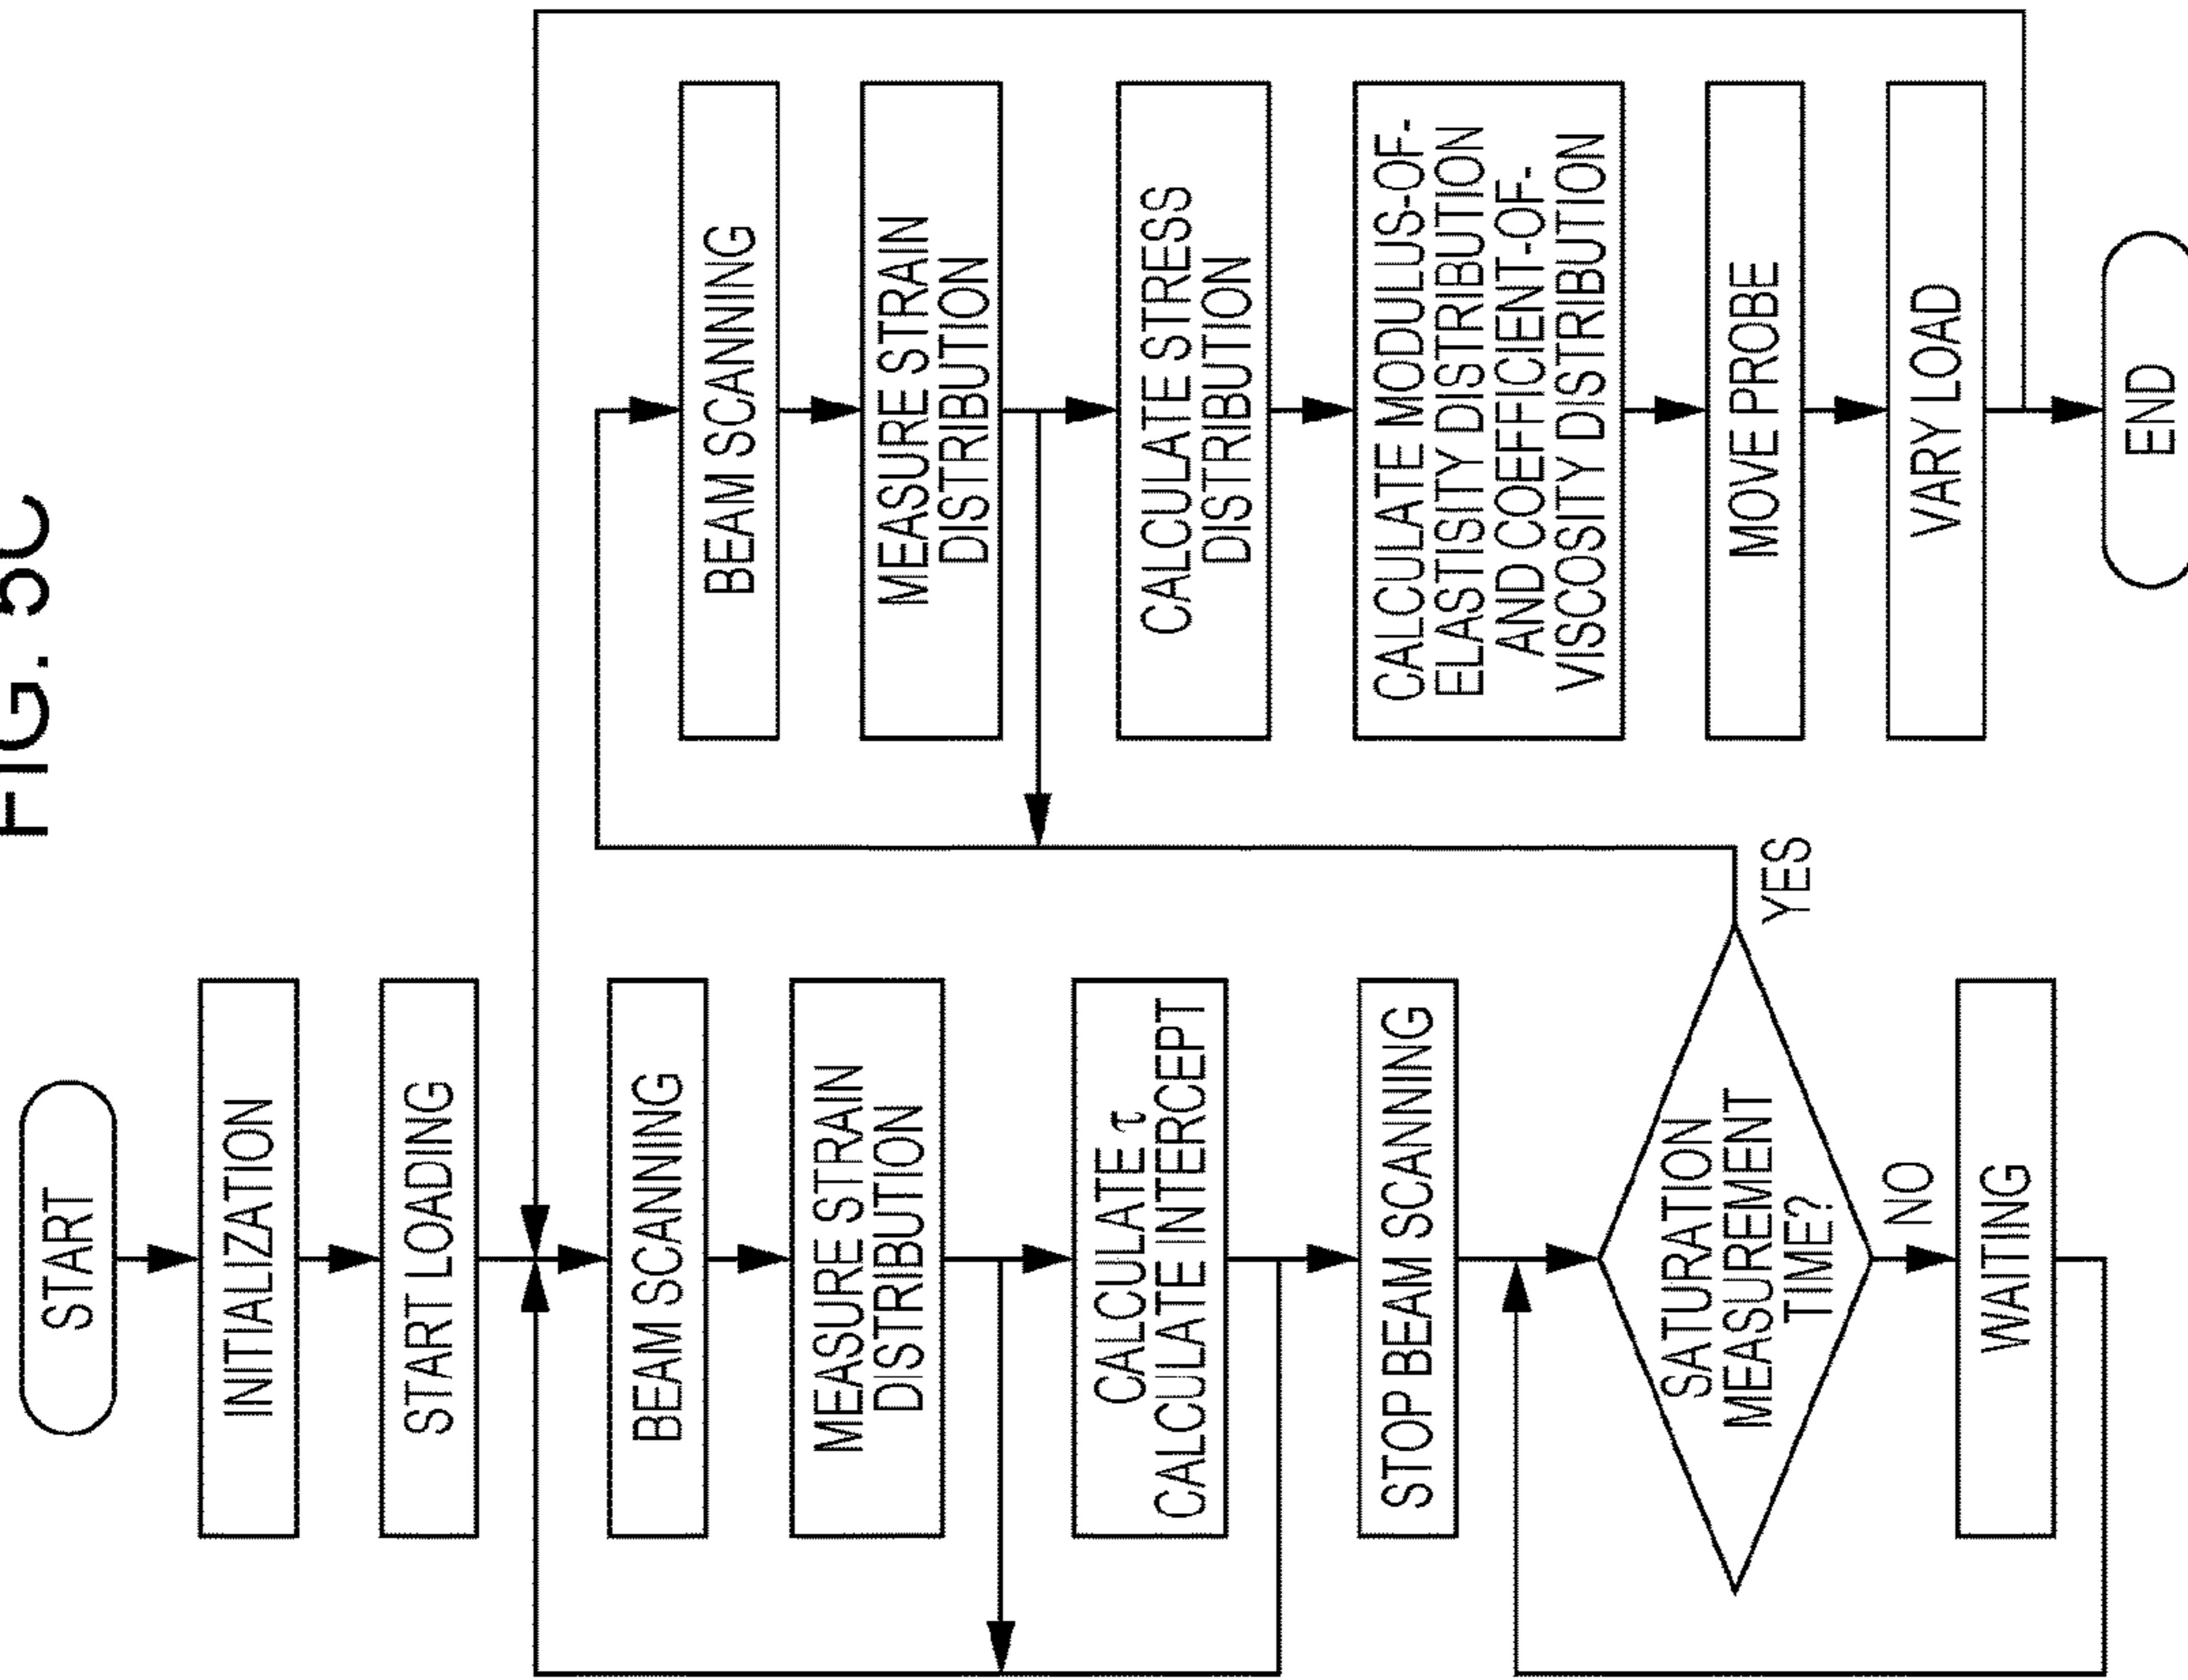 FIG. 5C
START
INITIALIZATION
START LOADING
BEAM SCANNING
MEASURE STRAIN
DISTRIBUTION
CALCULATE τ
CALCULATE INTERCEPT
STOP BEAM SCANNING
SATURATION
MEASUREMENT
TIME?
YES
NO
WAITING
BEAM SCANNING
MEASURE STRAIN
DISTRIBUTION
CALCULATE STRESS
DISTRIBUTION
CALCULATE MODULUS-OF-
ELASTISITY DISTRIBUTION
AND COEFFICIENT-OF-
VISCOSITY DISTRIBUTION
MOVE PROBE
VARY LOAD
END